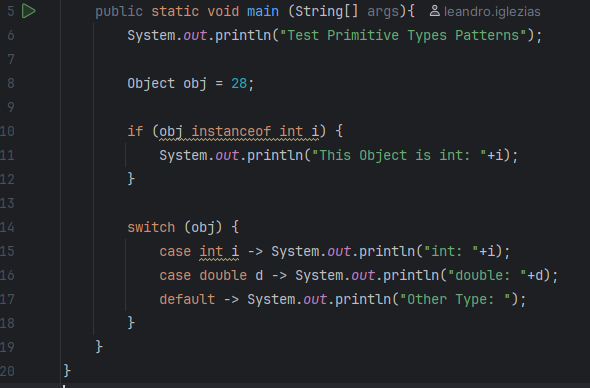 5 public static void main (String[] args){ leandro.iglezias
6 System.out.println("Test Primitive Types Patterns");
7
8 Object obj = 28;
9
10 if (obj instanceof int i) {
11 System.out.println("This Object is int: "+i);
12 }
13
14 switch (obj) {
15 case int i -> System.out.println("int: "+i);
16 case double d -> System.out.println("double: "+d);
17 default -> System.out.println("Other Type: ");
18 }
19 }
20 }